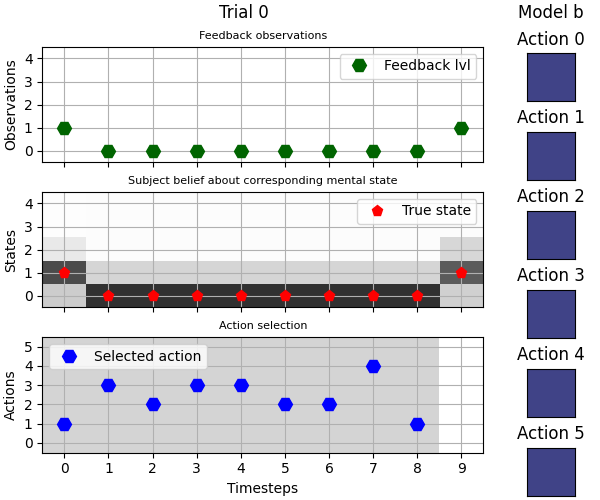 Trial 0
Model b
Feedback observations
Action 0
Observations
4
3
2
1
0
Feedback lvl
Action 1
Subject belief about corresponding mental state
Action 2
States
4
3
2
1
0
True state
Action 3
Action selection
Action 4
Actions
5
4
3
2
1
0
Selected action
Action 5
0 1 2 3 4 5 6 7 8 9
Timesteps